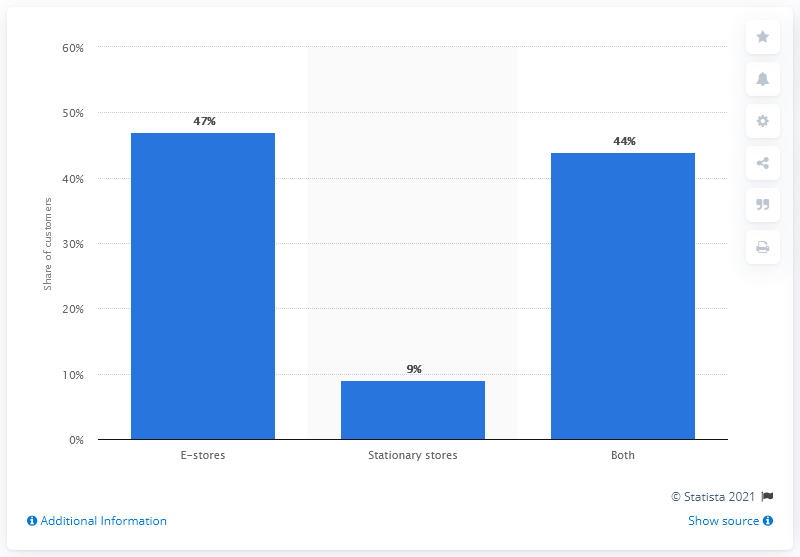 60%
50%
40%
30%
20%
10%
0%
Share of customers
47%
9%
44%
E-stores
Stationary stores
Both
© Statista 2021
Additional Information
Show source